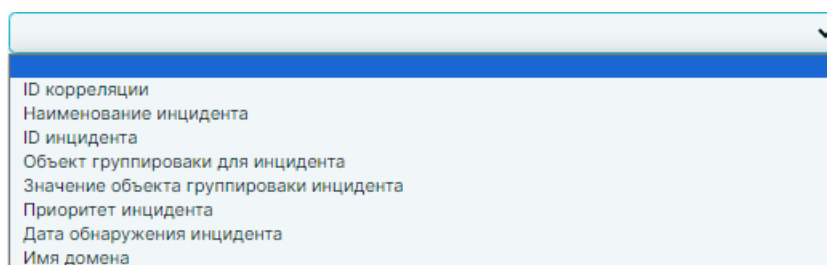 ID корреляции
Наименование инцидента
ID инцидента
Объект группироваки для инцидента
Значение объекта группироваки инцидента
Приоритет инцидента
Дата обнаружения инцидента
Имя домена